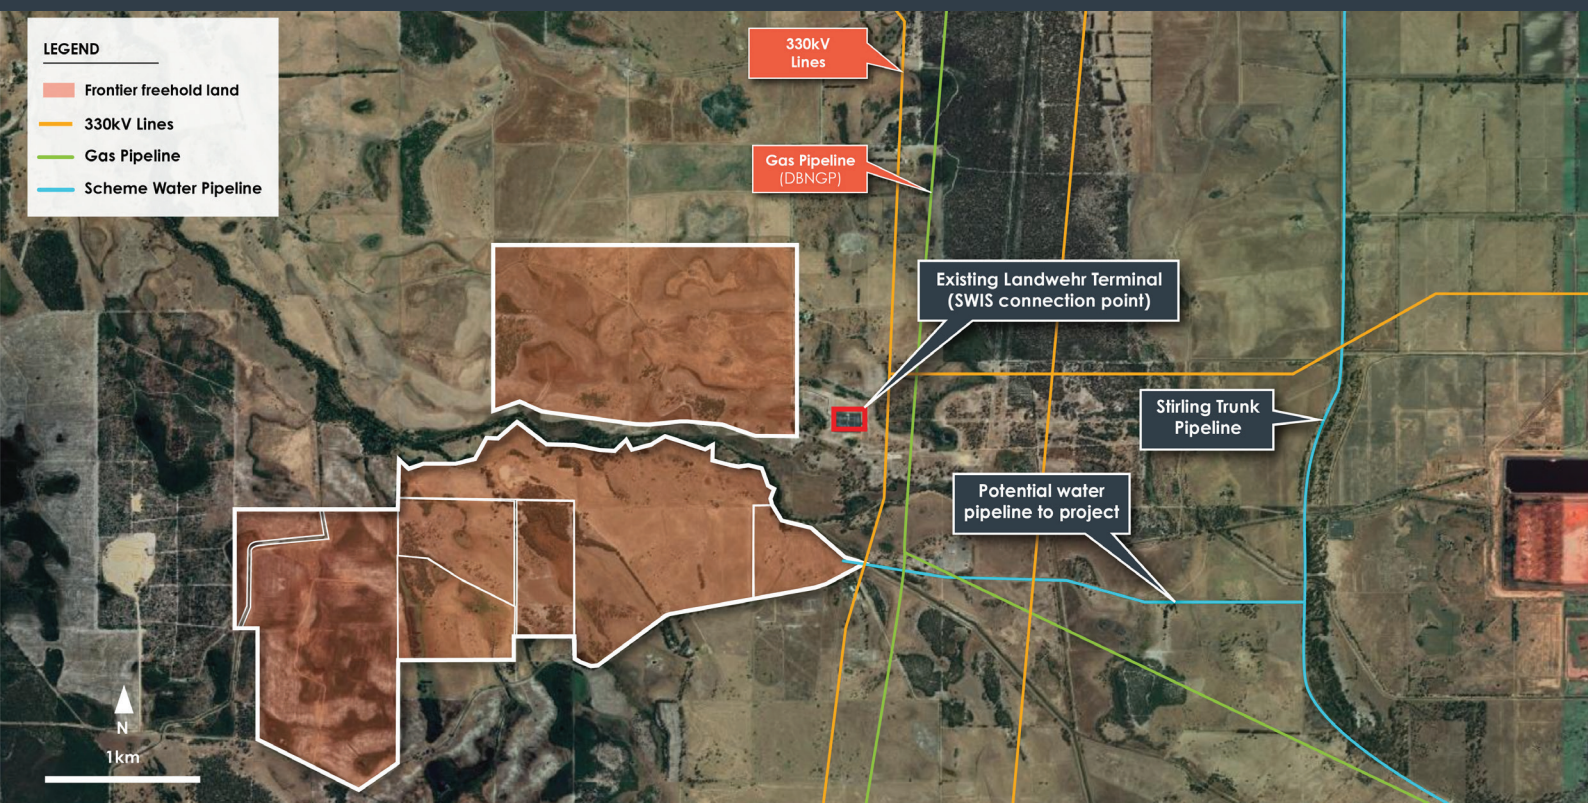 LEGEND
Frontier freehold land
330kV Lines
Gas Pipeline
Scheme Water Pipeline
330kV
Lines
Gas Pipeline
(DBNGP)
Existing Landwehr Terminal
(SWIS connection point)
Stirling Trunk
Pipeline
Potential water
pipeline to project
N
1km